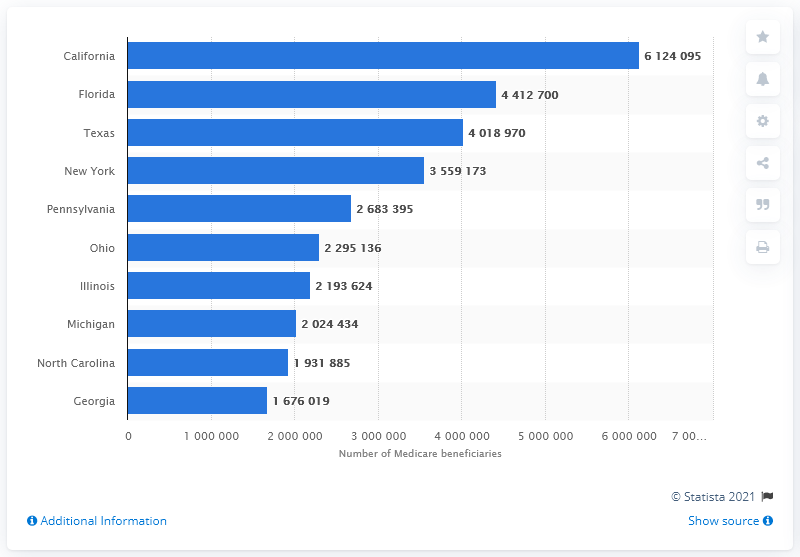 California 6 124 095
Florida 4 412 700
Texas 4 018 970
New York 3 559 173
Pennsylvania 2 683 395
Ohio 2 295 136
Illinois 2 193 624
Michigan 2 024 434
North Carolina 1 931 885
Georgia 1 676 019
0 1 000 000 2 000 000 3 000 000 4 000 000 5 000 000 6 000 000 7 00...
Number of Medicare beneficiaries
© Statista 2021
Additional Information Show source